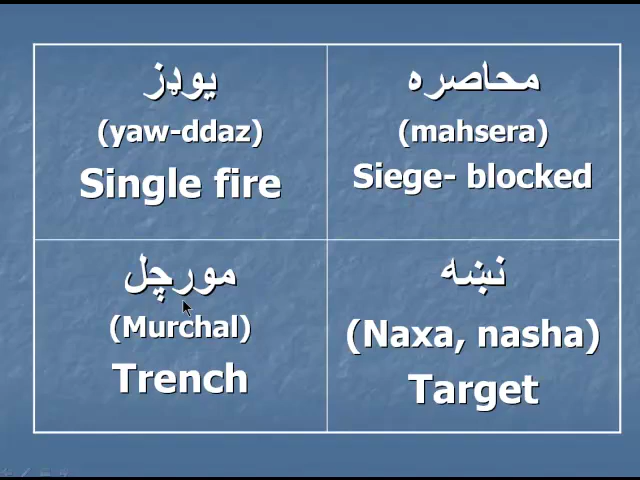 یوډز
(yaw-ddaz)
Single fire
محاصره
(mahsera)
Siege- blocked
مورچل
(Murchal)
Trench
نښه
(Naxa, nasha)
Target